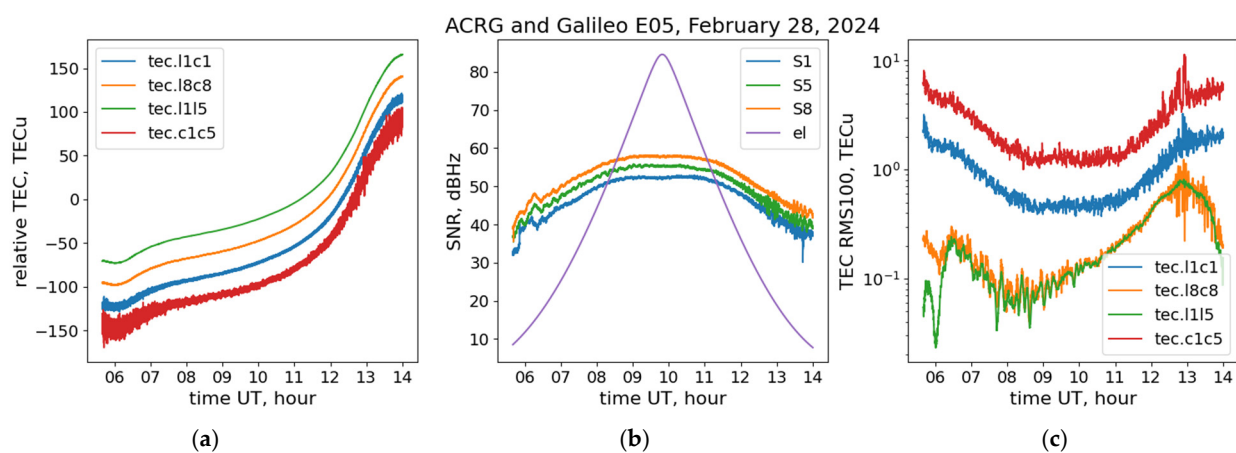 ACRG and Galileo E05, February 28, 2024
relative TEC, TECu
150
100
50
0
−50
−100
−150
tec.l1c1
tec.l8c8
tec.l1l5
tec.c1c5
06 07 08 09 10 11 12 13 14
time UT, hour
(a)
SNR, dBHz
80
70
60
50
40
30
20
10
S1
S5
S8
el
06 07 08 09 10 11 12 13 14
time UT, hour
(b)
TEC RMS100, TECu
10¹
10⁰
10⁻¹
tec.l1c1
tec.l8c8
tec.l1l5
tec.c1c5
06 07 08 09 10 11 12 13 14
time UT, hour
(c)